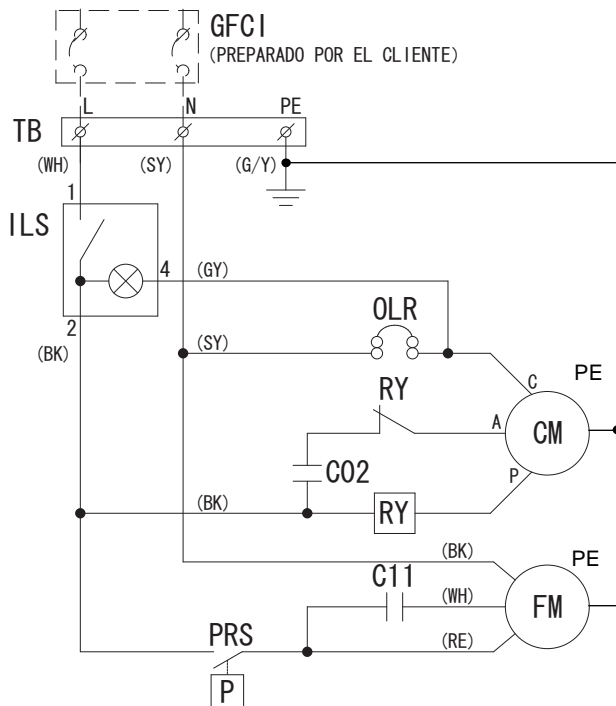 GFCI
(PREPARADO POR EL CLIENTE)
L N PE
TB
(WH) (SY) (G/Y)
1
ILS
4 (GY)
2
OLR
(BK) (SY)
C PE
RY
A CM
C02
P
(BK) RY
(BK) PE
C11
(WH) FM
PRS (RE)
P